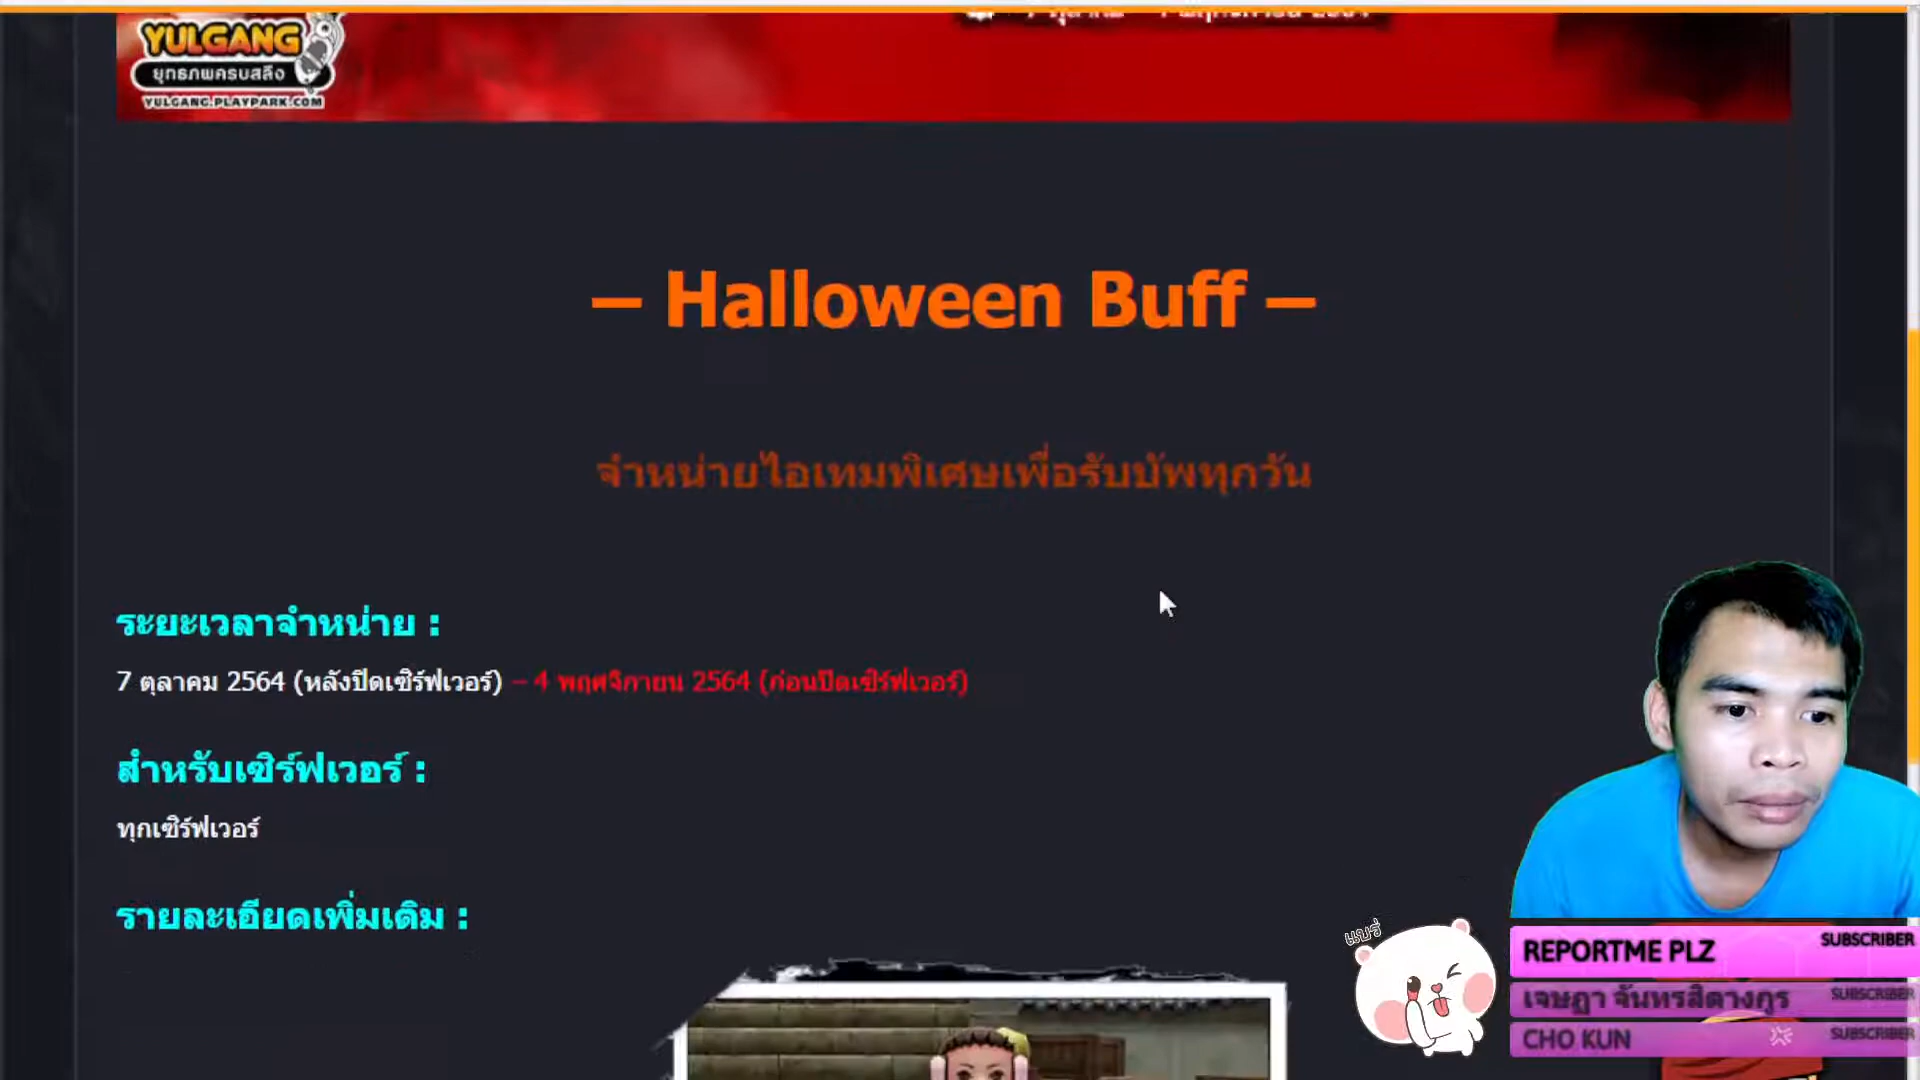 YULGANG
ยุทธภพครบสลึง
YULGANG.PLAYPARK.COM
– Halloween Buff –
จำหน่ายไอเทมพิเศษเพื่อรับบัพทุกวัน
ระยะเวลาจำหน่าย :
7 ตุลาคม 2564 (หลังปิดเซิร์ฟเวอร์) – 4 พฤศจิกายน 2564 (ก่อนปิดเซิร์ฟเวอร์)
สำหรับเซิร์ฟเวอร์ :
ทุกเซิร์ฟเวอร์
รายละเอียดเพิ่มเติม :
แบร่
REPORTME PLZ SUBSCRIBER
เจษฎา จันทรสิตางกูร SUBSCRIBER
CHO KUN SUBSCRIBER